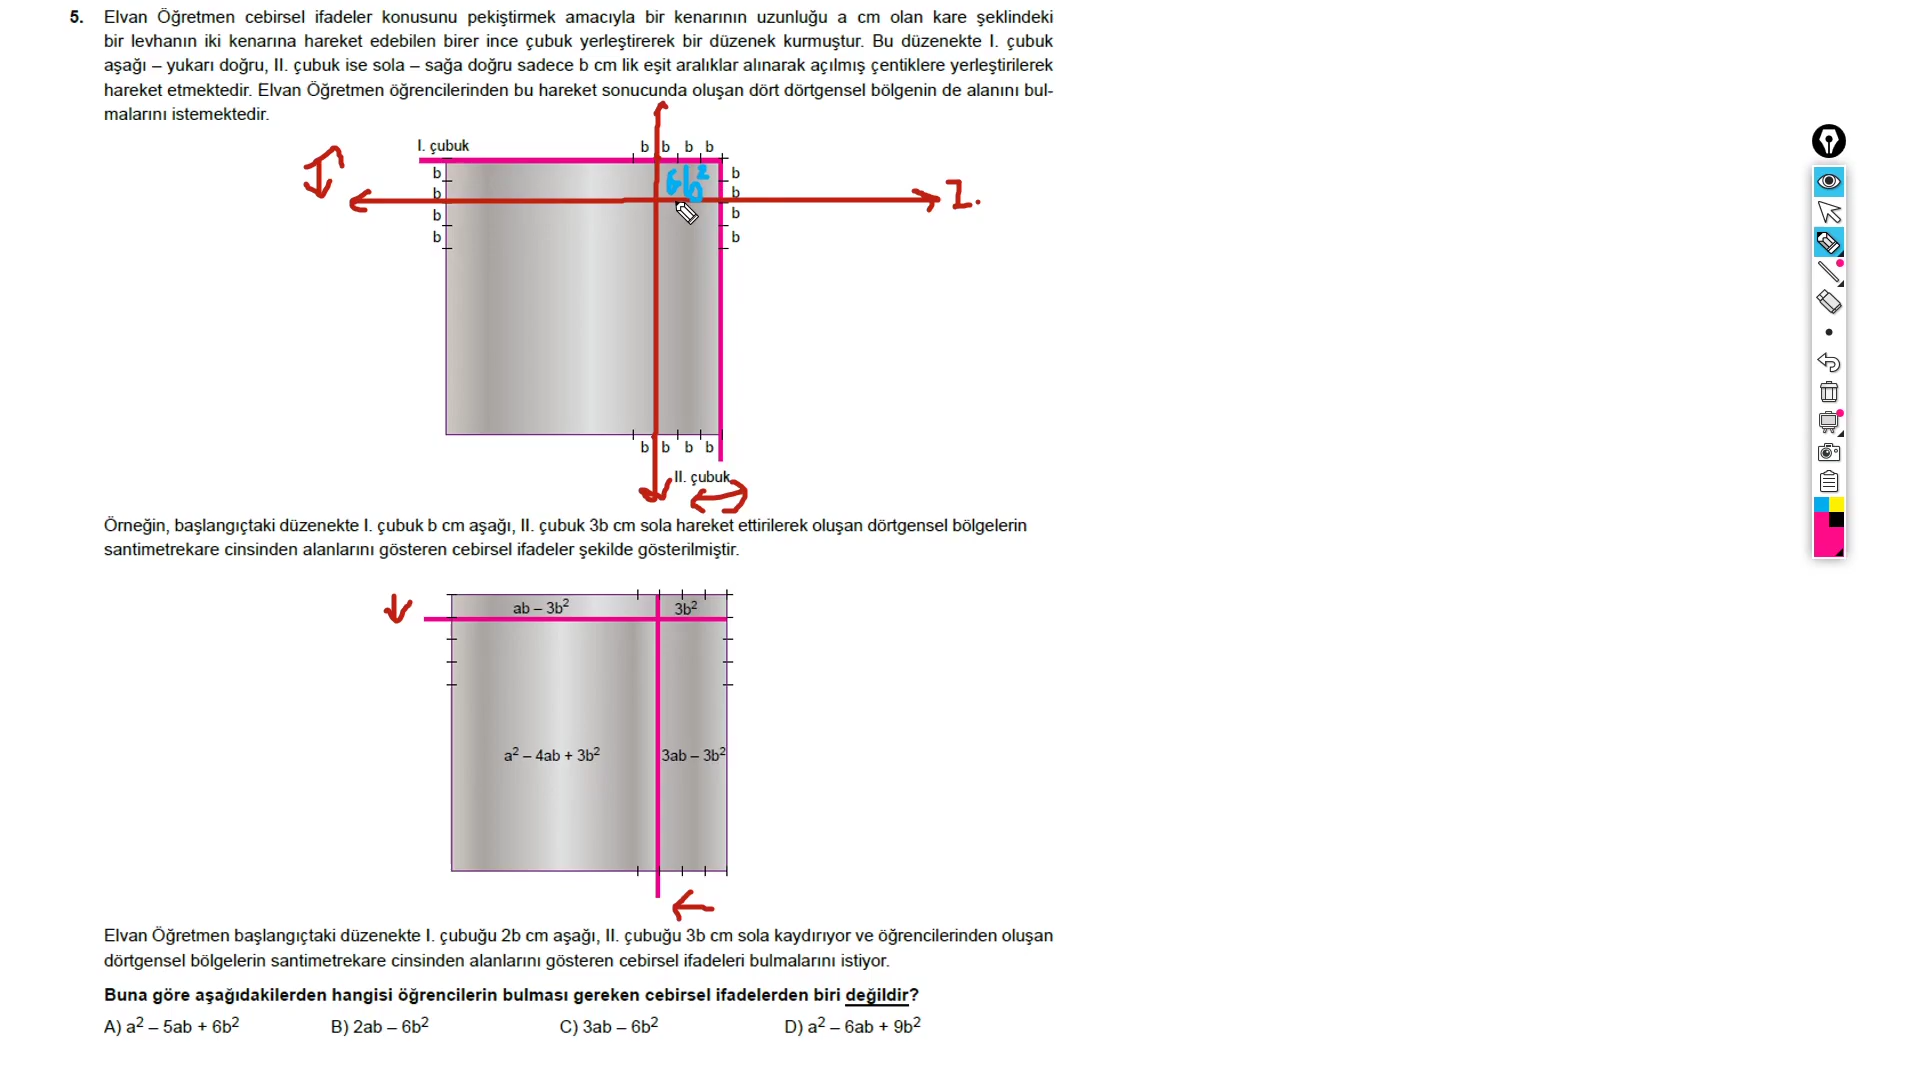 5. Elvan Öğretmen cebirsel ifadeler konusunu pekiştirmek amacıyla bir kenarının uzunluğu a cm olan kare şeklindeki
bir levhanın iki kenarına hareket edebilen birer ince çubuk yerleştirerek bir düzenek kurmuştur. Bu düzenekte I. çubuk
aşağı – yukarı doğru, II. çubuk ise sola – sağa doğru sadece b cm lik eşit aralıklar alınarak açılmış çentiklere yerleştirilerek
hareket etmektedir. Elvan Öğretmen öğrencilerinden bu hareket sonucunda oluşan dört dörtgensel bölgenin de alanını bul-
malarını istemektedir.
I. çubuk
b b b b
b 6b² b
b b I.
b b
b b
b b b b
II. çubuk
Örneğin, başlangıçtaki düzenekte I. çubuk b cm aşağı, II. çubuk 3b cm sola hareket ettirilerek oluşan dörtgensel bölgelerin
santimetrekare cinsinden alanlarını gösteren cebirsel ifadeler şekilde gösterilmiştir.
ab – 3b² 3b²
a² – 4ab + 3b² 3ab – 3b²
Elvan Öğretmen başlangıçtaki düzenekte I. çubuğu 2b cm aşağı, II. çubuğu 3b cm sola kaydırıyor ve öğrencilerinden oluşan
dörtgensel bölgelerin santimetrekare cinsinden alanlarını gösteren cebirsel ifadeleri bulmalarını istiyor.
Buna göre aşağıdakilerden hangisi öğrencilerin bulması gereken cebirsel ifadelerden biri değildir?
A) a² – 5ab + 6b² B) 2ab – 6b² C) 3ab – 6b² D) a² – 6ab + 9b²